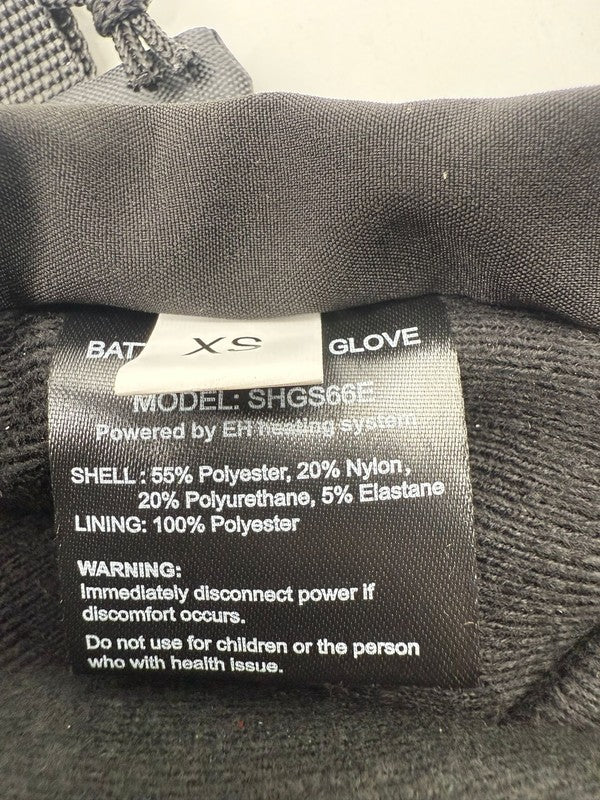 XS
BAT GLOVE
MODEL: SHGS66E
Powered by EH heating system
SHELL: 55% Polyester, 20% Nylon,
20% Polyurethane, 5% Elastane
LINING: 100% Polyester
WARNING:
Immediately disconnect power if
discomfort occurs.
Do not use for children or the person
who with health issue.